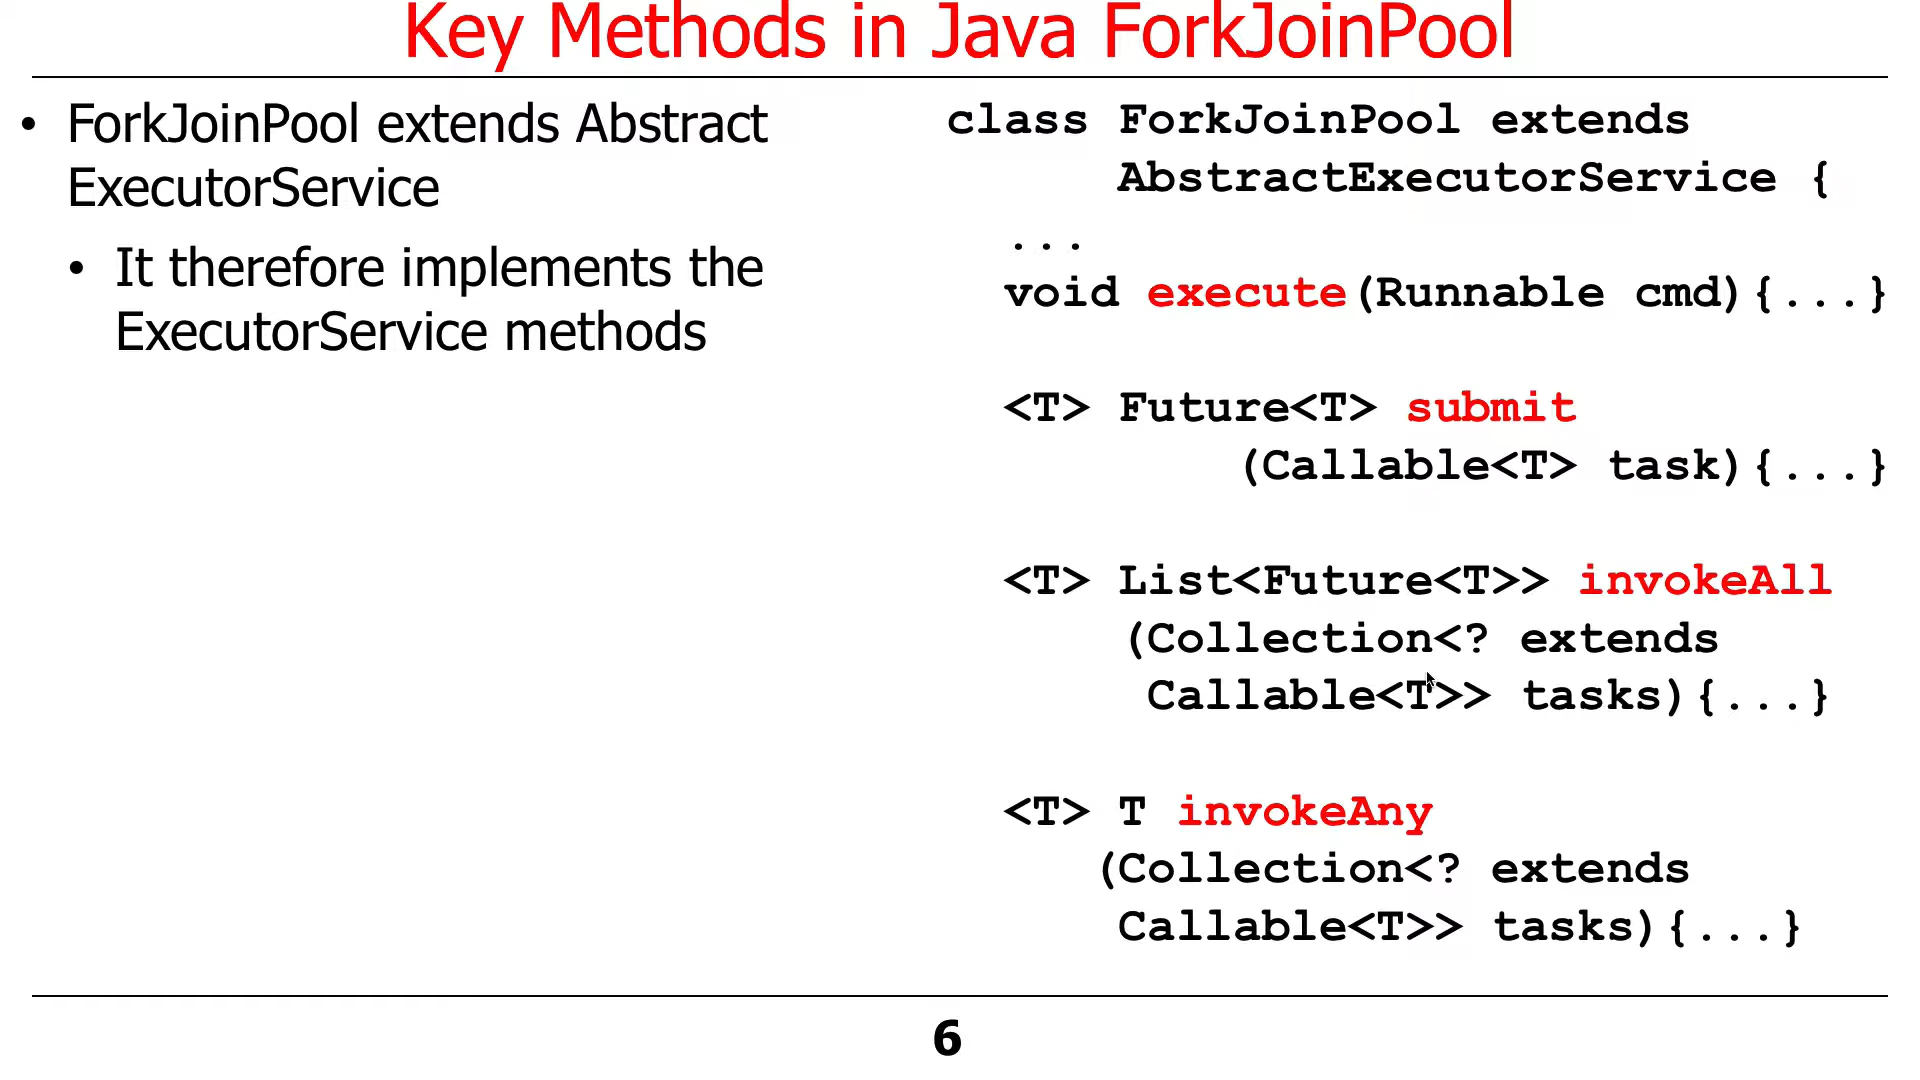 Key Methods in Java ForkJoinPool
• ForkJoinPool extends Abstract
ExecutorService
• It therefore implements the
ExecutorService methods
class ForkJoinPool extends
AbstractExecutorService {
...
void execute(Runnable cmd){...}
<T> Future<T> submit
(Callable<T> task){...}
<T> List<Future<T>> invokeAll
(Collection<? extends
Callable<T>> tasks){...}
<T> T invokeAny
(Collection<? extends
Callable<T>> tasks){...}
6